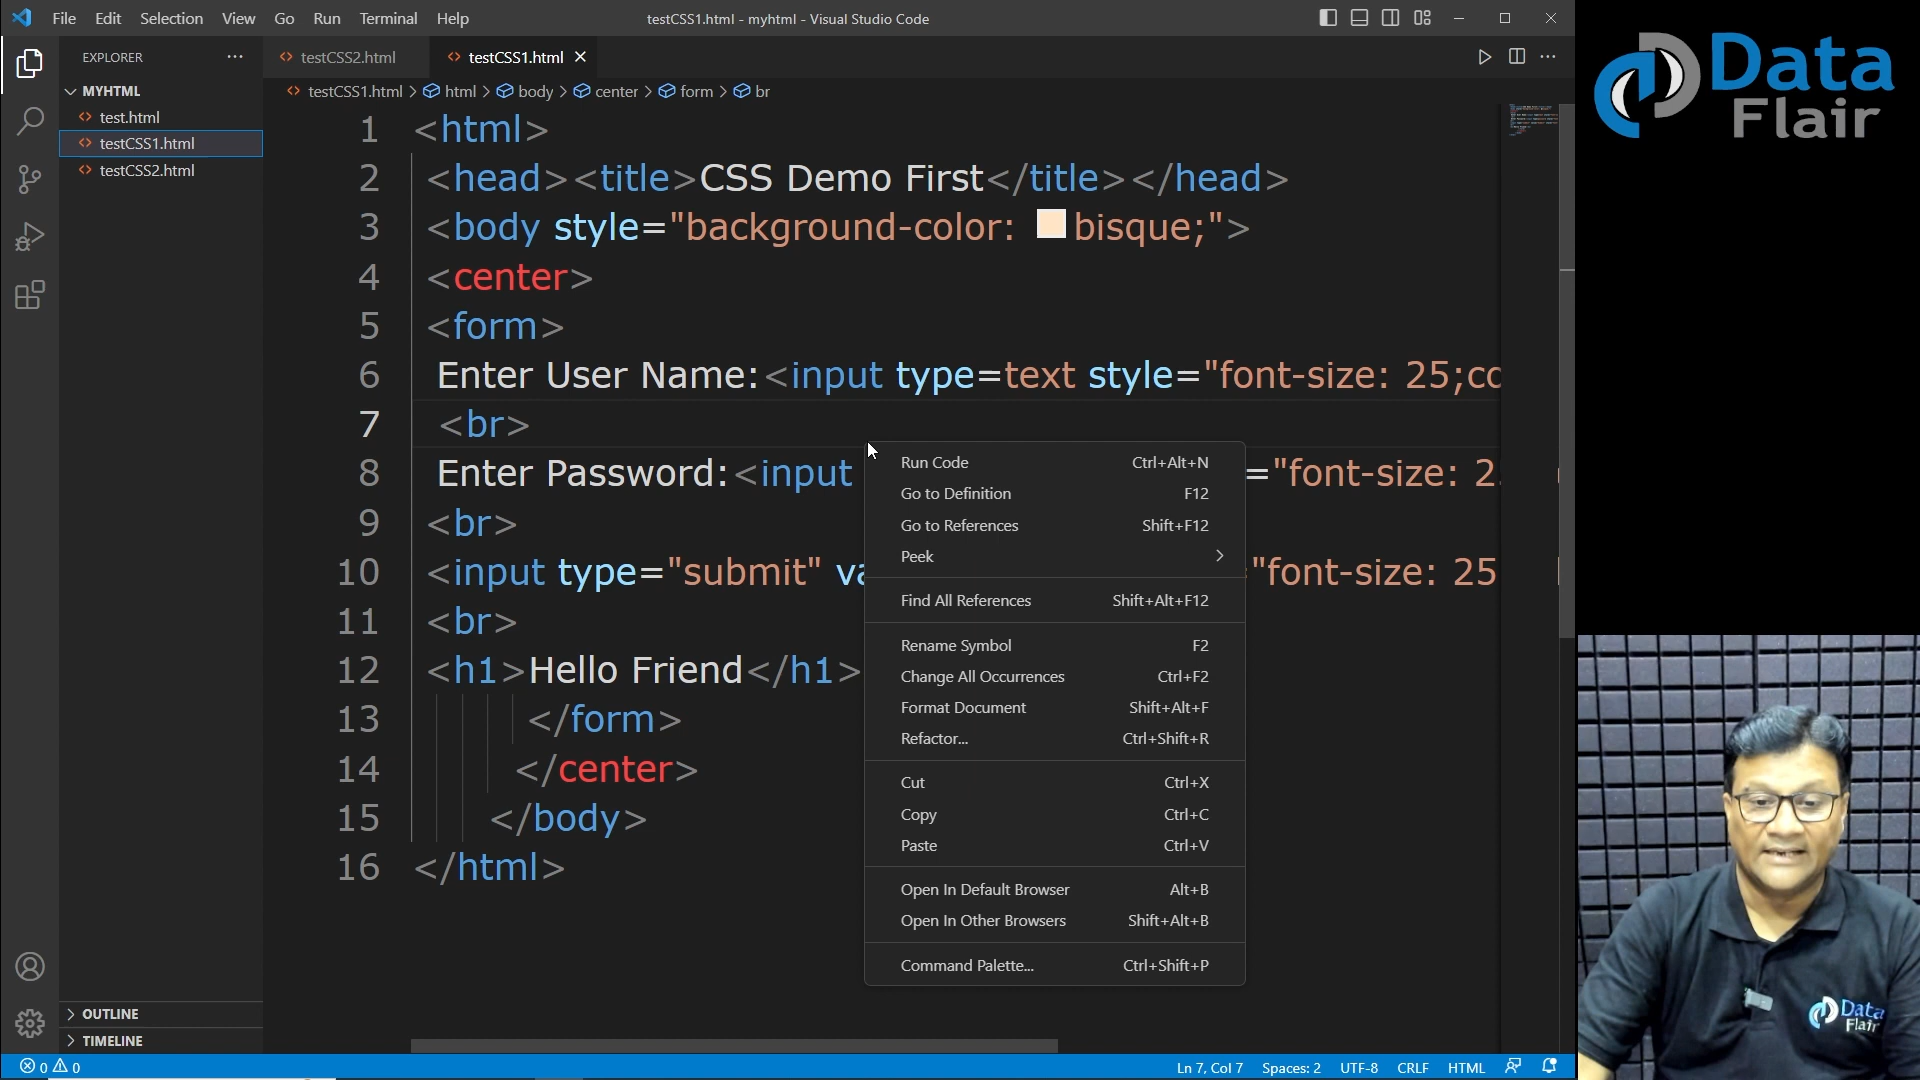 File Edit Selection View Go Run Terminal Help
testCSS1.html - myhtml - Visual Studio Code
EXPLORER
testCSS2.html
testCSS1.html
MYHTML
test.html
testCSS1.html
testCSS2.html
testCSS1.html > html > body > center > form > br
1 <html>
2 <head><title>CSS Demo First</title></head>
3 <body style="background-color: bisque;">
4 <center>
5 <form>
6 Enter User Name:<input type=text style="font-size: 25;co
7 <br>
8 Enter Password:<input ="font-size: 2
9 <br>
10 <input type="submit" va ="font-size: 25
11 <br>
12 <h1>Hello Friend</h1>
13 </form>
14 </center>
15 </body>
16 </html>
Run Code Ctrl+Alt+N
Go to Definition F12
Go to References Shift+F12
Peek
Find All References Shift+Alt+F12
Rename Symbol F2
Change All Occurrences Ctrl+F2
Format Document Shift+Alt+F
Refactor... Ctrl+Shift+R
Cut Ctrl+X
Copy Ctrl+C
Paste Ctrl+V
Open In Default Browser Alt+B
Open In Other Browsers Shift+Alt+B
Command Palette... Ctrl+Shift+P
OUTLINE
TIMELINE
0 0
Ln 7, Col 7 Spaces: 2 UTF-8 CRLF HTML
Data
Flair
Data
Flair